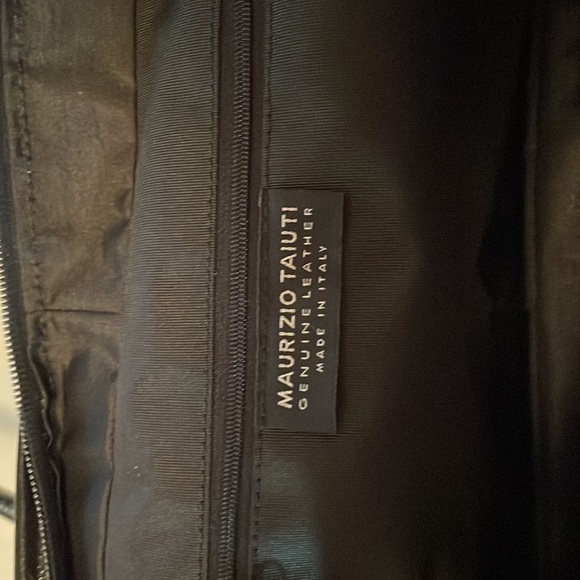 MAURIZIO TAIUTI
GENUINE LEATHER
MADE IN ITALY